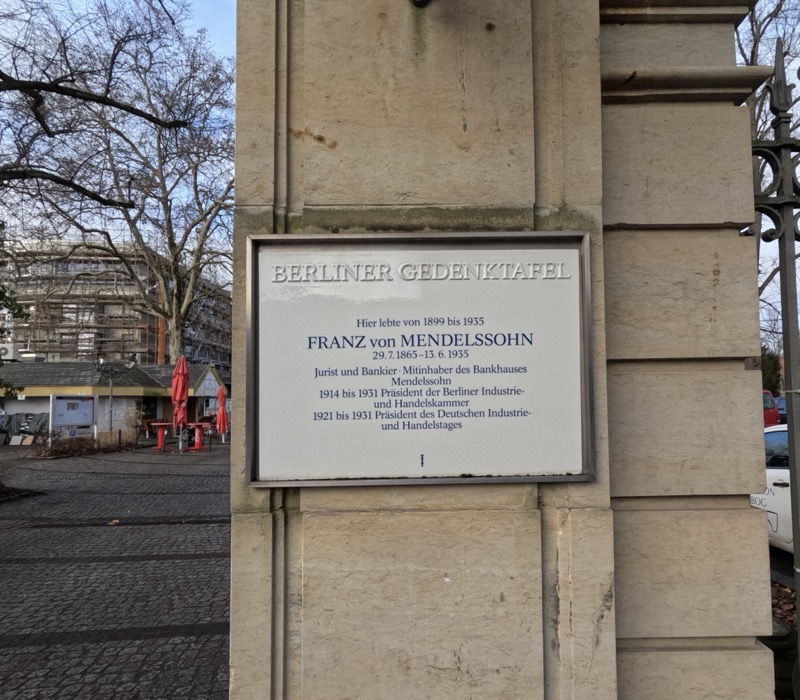 BERLINER GEDENKTAFEL
Hier lebte von 1899 bis 1935
FRANZ von MENDELSSOHN
29.7.1865–13.6.1935
Jurist und Bankier · Mitinhaber des Bankhauses
Mendelssohn
1914 bis 1931 Präsident der Berliner Industrie-
und Handelskammer
1921 bis 1931 Präsident des Deutschen Industrie-
und Handelstages